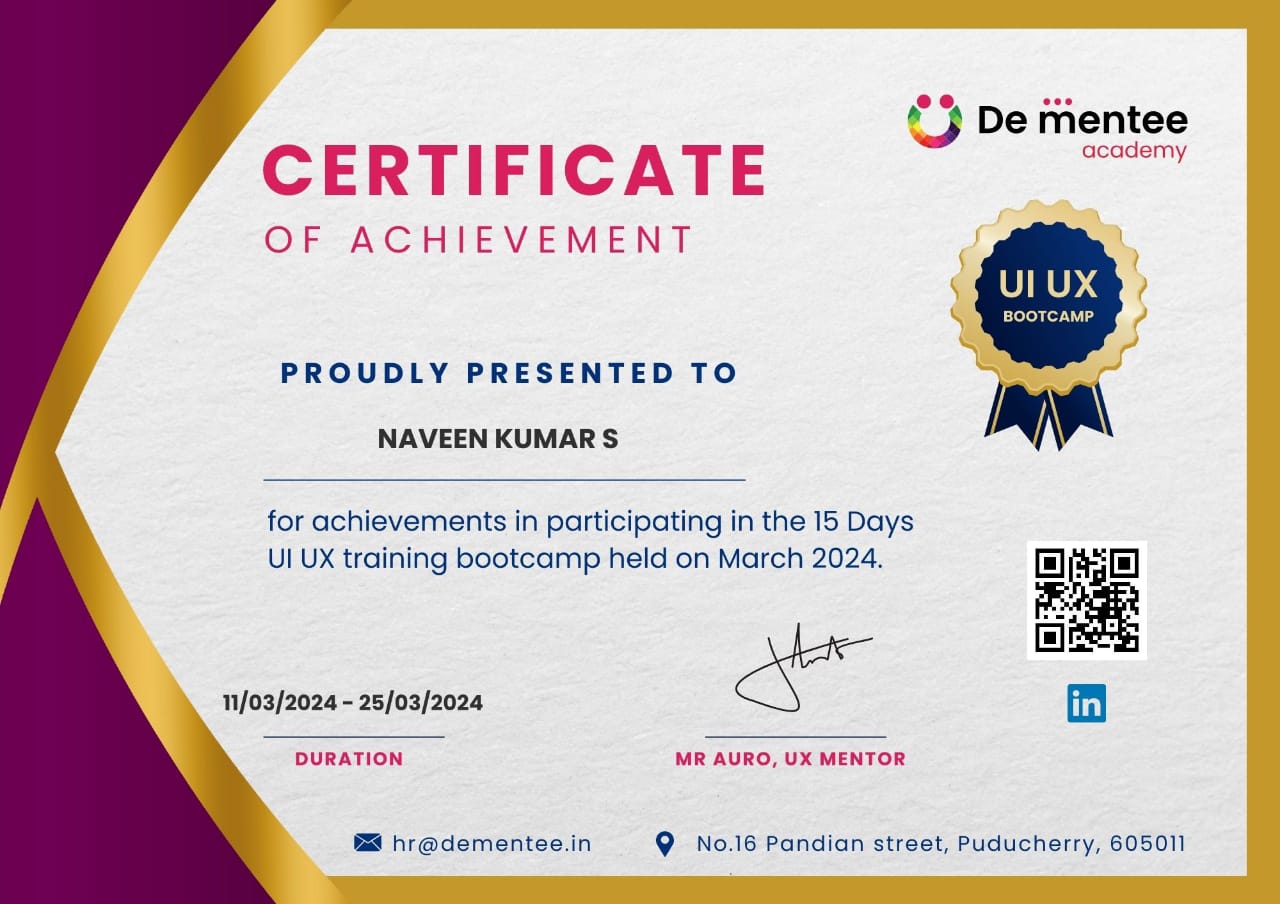 De mentee
academy
CERTIFICATE
OF ACHIEVEMENT
UI UX
BOOTCAMP
PROUDLY PRESENTED TO
NAVEEN KUMAR S
for achievements in participating in the 15 Days
UI UX training bootcamp held on March 2024.
in
11/03/2024 - 25/03/2024
DURATION
MR AURO, UX MENTOR
hr@dementee.in
No.16 Pandian street, Puducherry, 605011